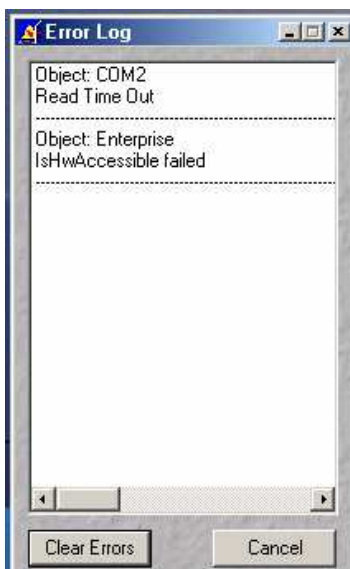 Error Log
Object: COM2
Read Time Out
Object: Enterprise
IsHwAccessible failed
Clear Errors
Cancel